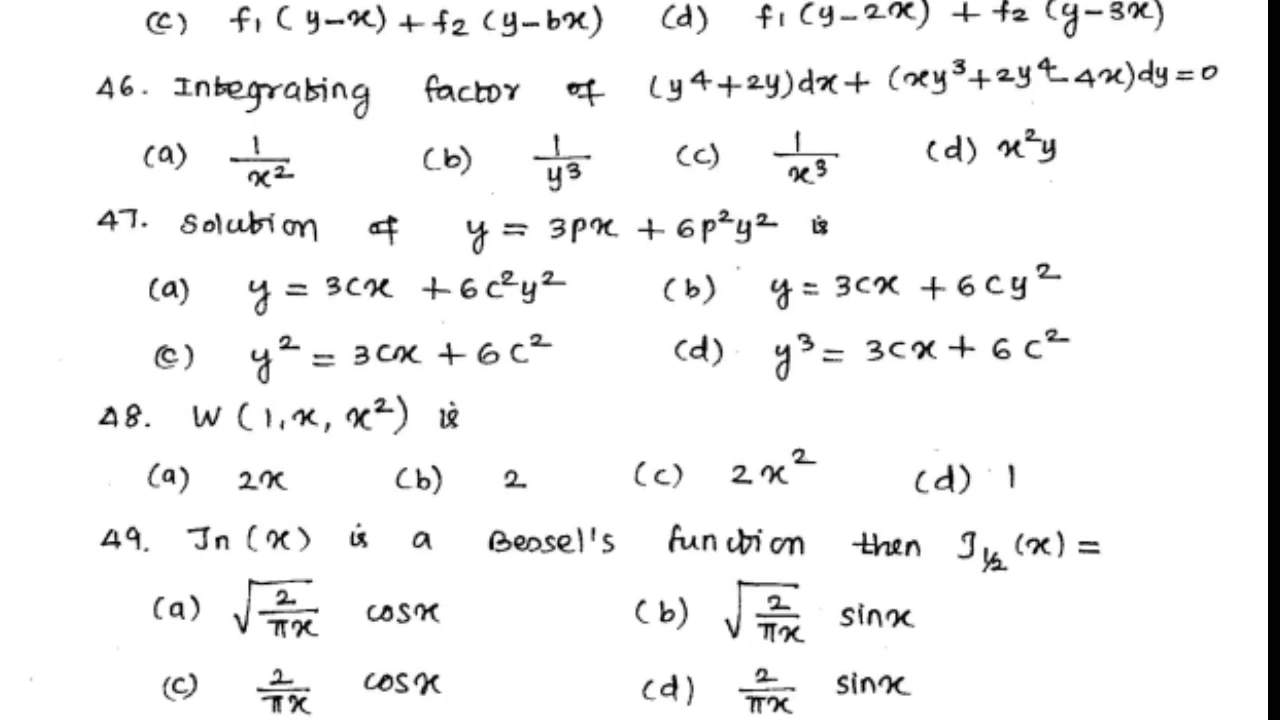 (c) f₁(y-x) + f₂(y-6x) (d) f₁(y-2x) + f₂(y-3x)
46. Integrating factor of (y⁴+2y)dx + (xy³+2y⁴-4x)dy=0
(a) 1/x² (b) 1/y³ (c) 1/x³ (d) x²y
47. Solution of y = 3px + 6p²y² is
(a) y = 3cx + 6c²y² (b) y = 3cx + 6cy²
(c) y² = 3cx + 6c² (d) y³ = 3cx + 6c²
48. W(1,x,x²) is
(a) 2x (b) 2 (c) 2x² (d) 1
49. Jn(x) is a Bessel's function then J½(x) =
(a) √(2/πx) cosx (b) √(2/πx) sinx
(c) 2/πx cosx (d) 2/πx sinx